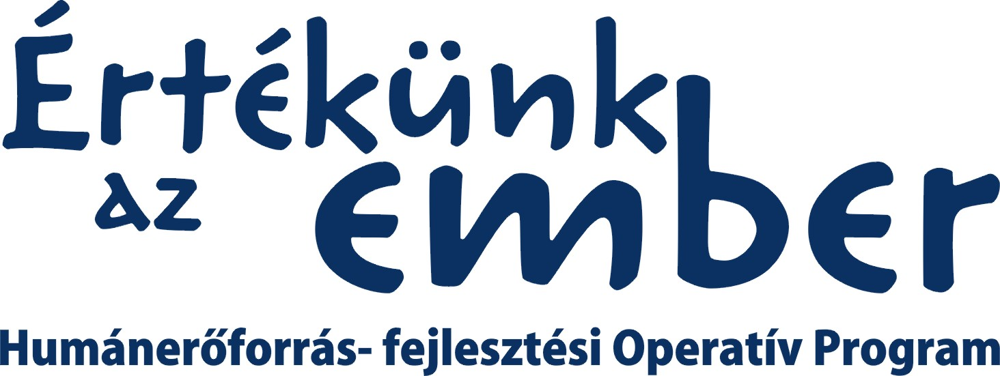 Értékünk
az ember
Humánerőforrás- fejlesztési Operatív Program